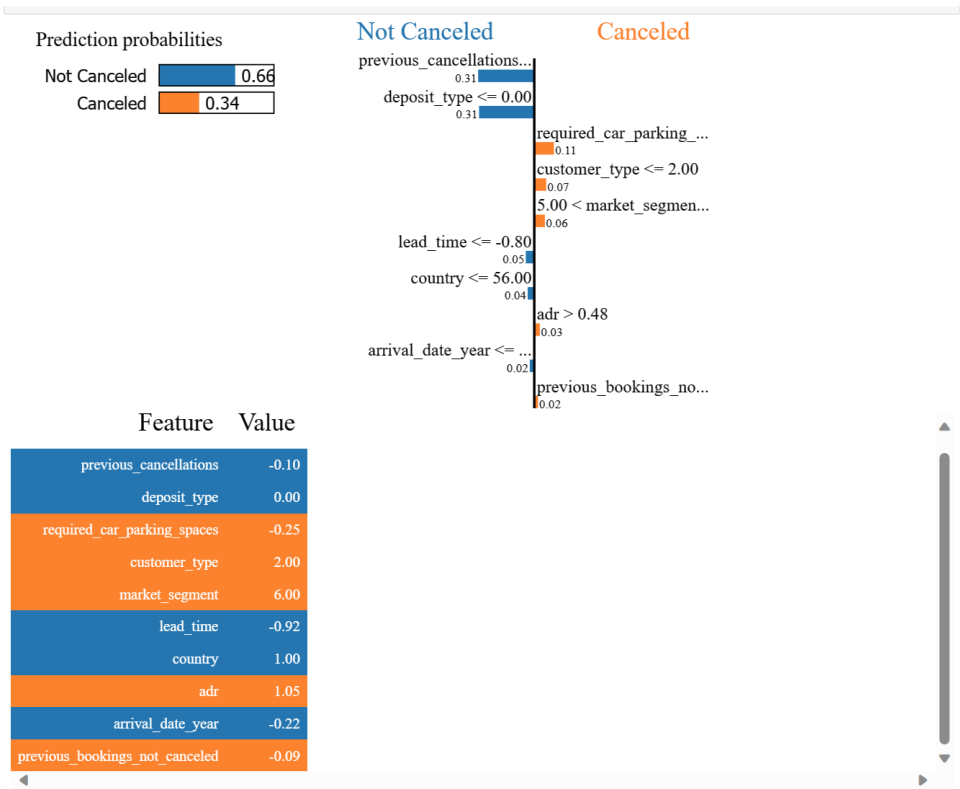 Prediction probabilities
Not Canceled 0.66
Canceled 0.34
Not Canceled Canceled
previous_cancellations...
0.31
deposit_type <= 0.00
0.31
required_car_parking_...
0.11
customer_type <= 2.00
0.07
5.00 < market_segmen...
0.06
lead_time <= -0.80
0.05
country <= 56.00
0.04
adr > 0.48
0.03
arrival_date_year <= ...
0.02
previous_bookings_no...
0.02
Feature Value
previous_cancellations -0.10
deposit_type 0.00
required_car_parking_spaces -0.25
customer_type 2.00
market_segment 6.00
lead_time -0.92
country 1.00
adr 1.05
arrival_date_year -0.22
previous_bookings_not_canceled -0.09